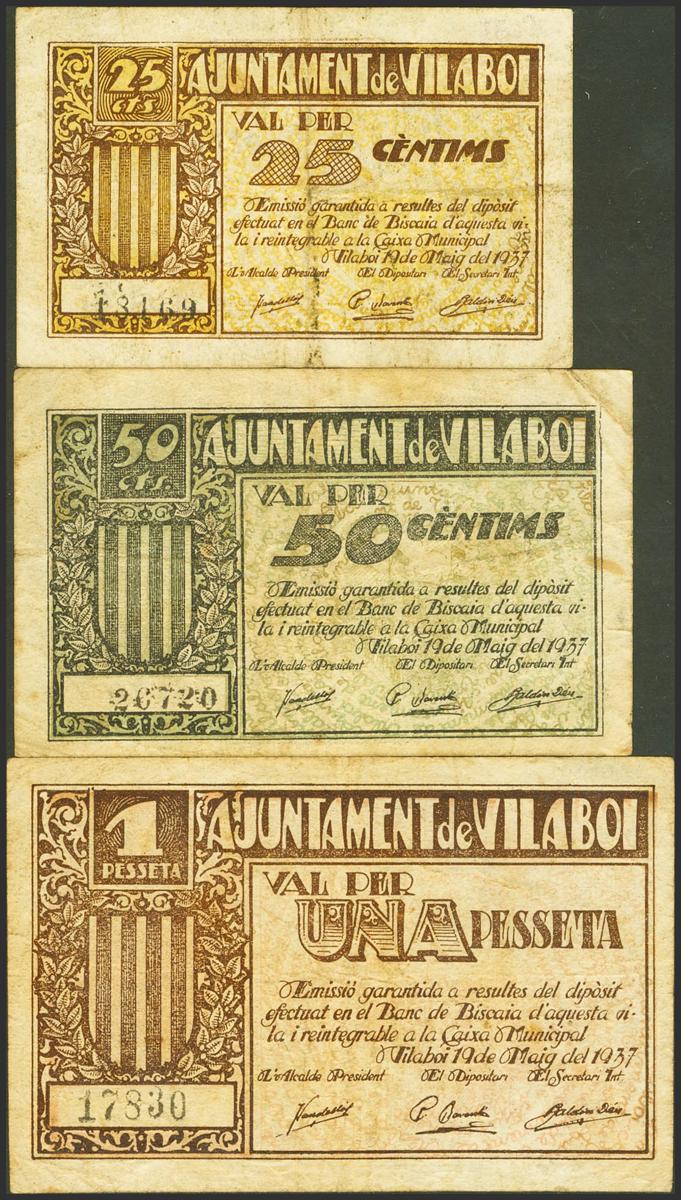 25 cts
AJUNTAMENT de VILABOI
VAL PER
25 CÈNTIMS
Emissió garantida a resultes del dipòsit
efectuat en el Banc de Biscaia d'aquesta vi-
la i reintegrable a la Caixa Municipal
Vilaboi 19 de Maig del 1937
L'Alcalde President El Dipositari El Secretari Int.
18169
50 cts.
AJUNTAMENT de VILABOI
VAL PER
50 CÈNTIMS
Emissió garantida a resultes del dipòsit
efectuat en el Banc de Biscaia d'aquesta vi-
la i reintegrable a la Caixa Municipal
Vilaboi 19 de Maig del 1937
L'Alcalde President El Dipositari El Secretari Int
26720
1
PESSETA
AJUNTAMENT de VILABOI
VAL PER
UNA PESSETA
Emissió garantida a resultes del dipòsit
efectuat en el Banc de Biscaia d'aquesta vi-
la i reintegrable a la Caixa Municipal
Vilaboi 19 de Maig del 1937
L'Alcalde President El Dipositari El Secretari Int.
17830